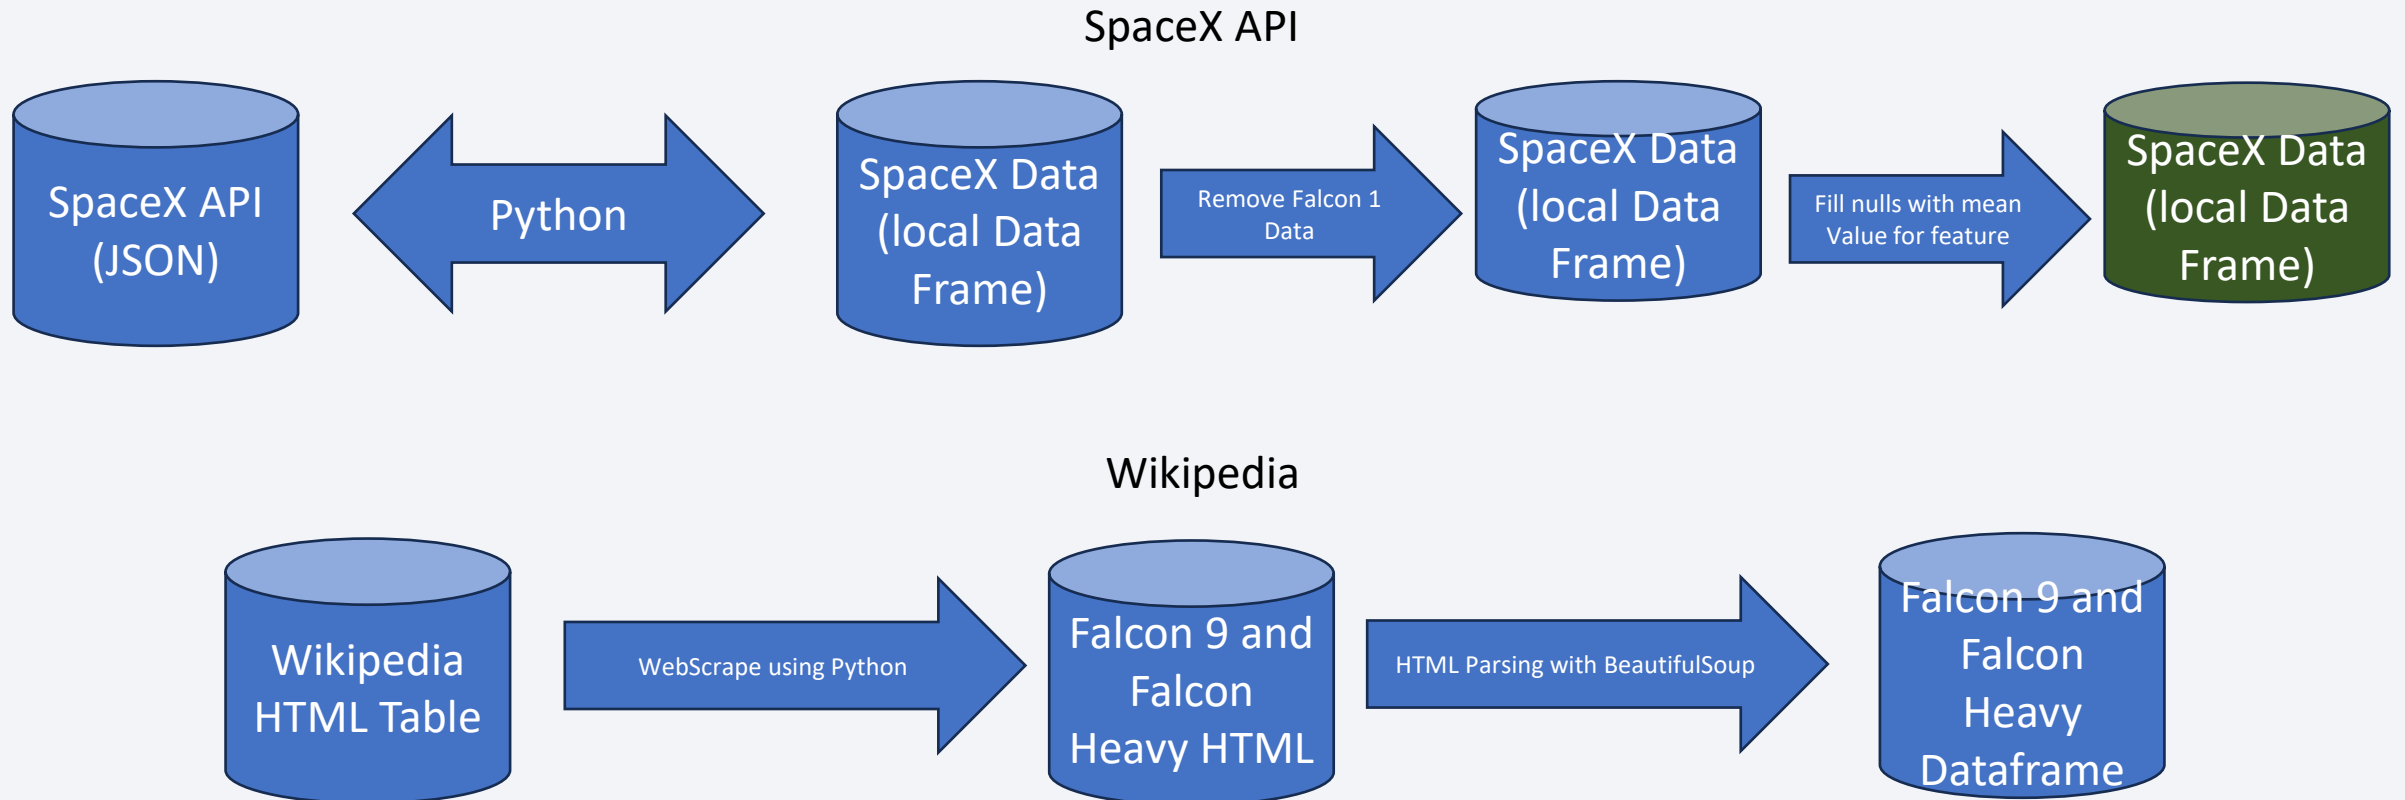 SpaceX API
SpaceX API
(JSON)
Python
SpaceX Data
(local Data
Frame)
Remove Falcon 1
Data
SpaceX Data
(local Data
Frame)
Fill nulls with mean
Value for feature
SpaceX Data
(local Data
Frame)
Wikipedia
Wikipedia
HTML Table
WebScrape using Python
Falcon 9 and
Falcon
Heavy HTML
HTML Parsing with BeautifulSoup
Falcon 9 and
Falcon
Heavy
Dataframe